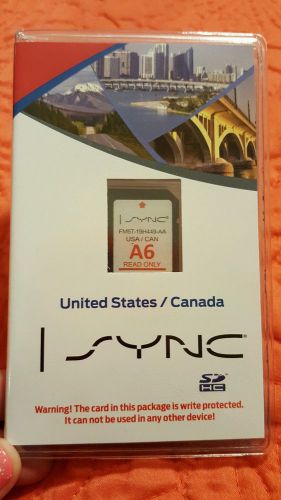 SYNC
FM5T-19H449-AA
USA / CAN
A6
READ ONLY
United States / Canada
SYNC
SD
HC
Warning! The card in this package is write protected.
It can not be used in any other device!